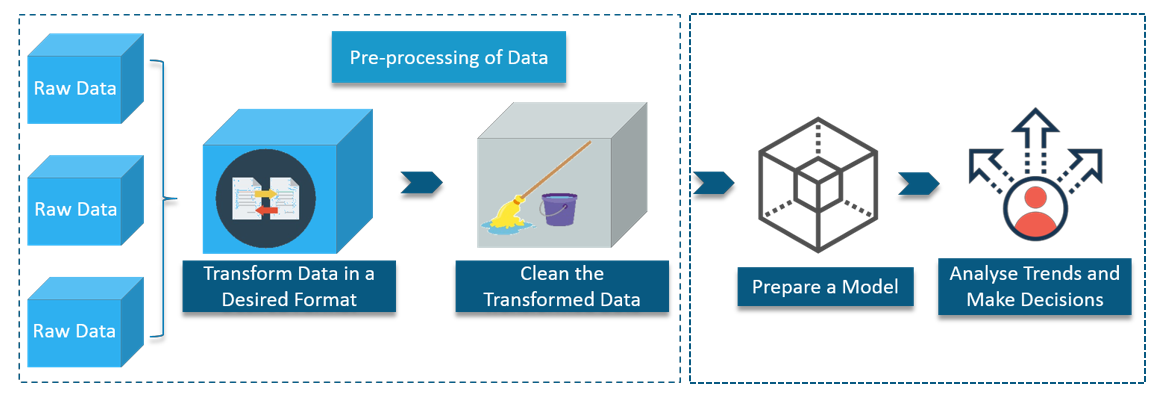 Pre-processing of Data
Raw Data
Raw Data
Raw Data
Transform Data in a
Desired Format
Clean the
Transformed Data
Prepare a Model
Analyse Trends and
Make Decisions